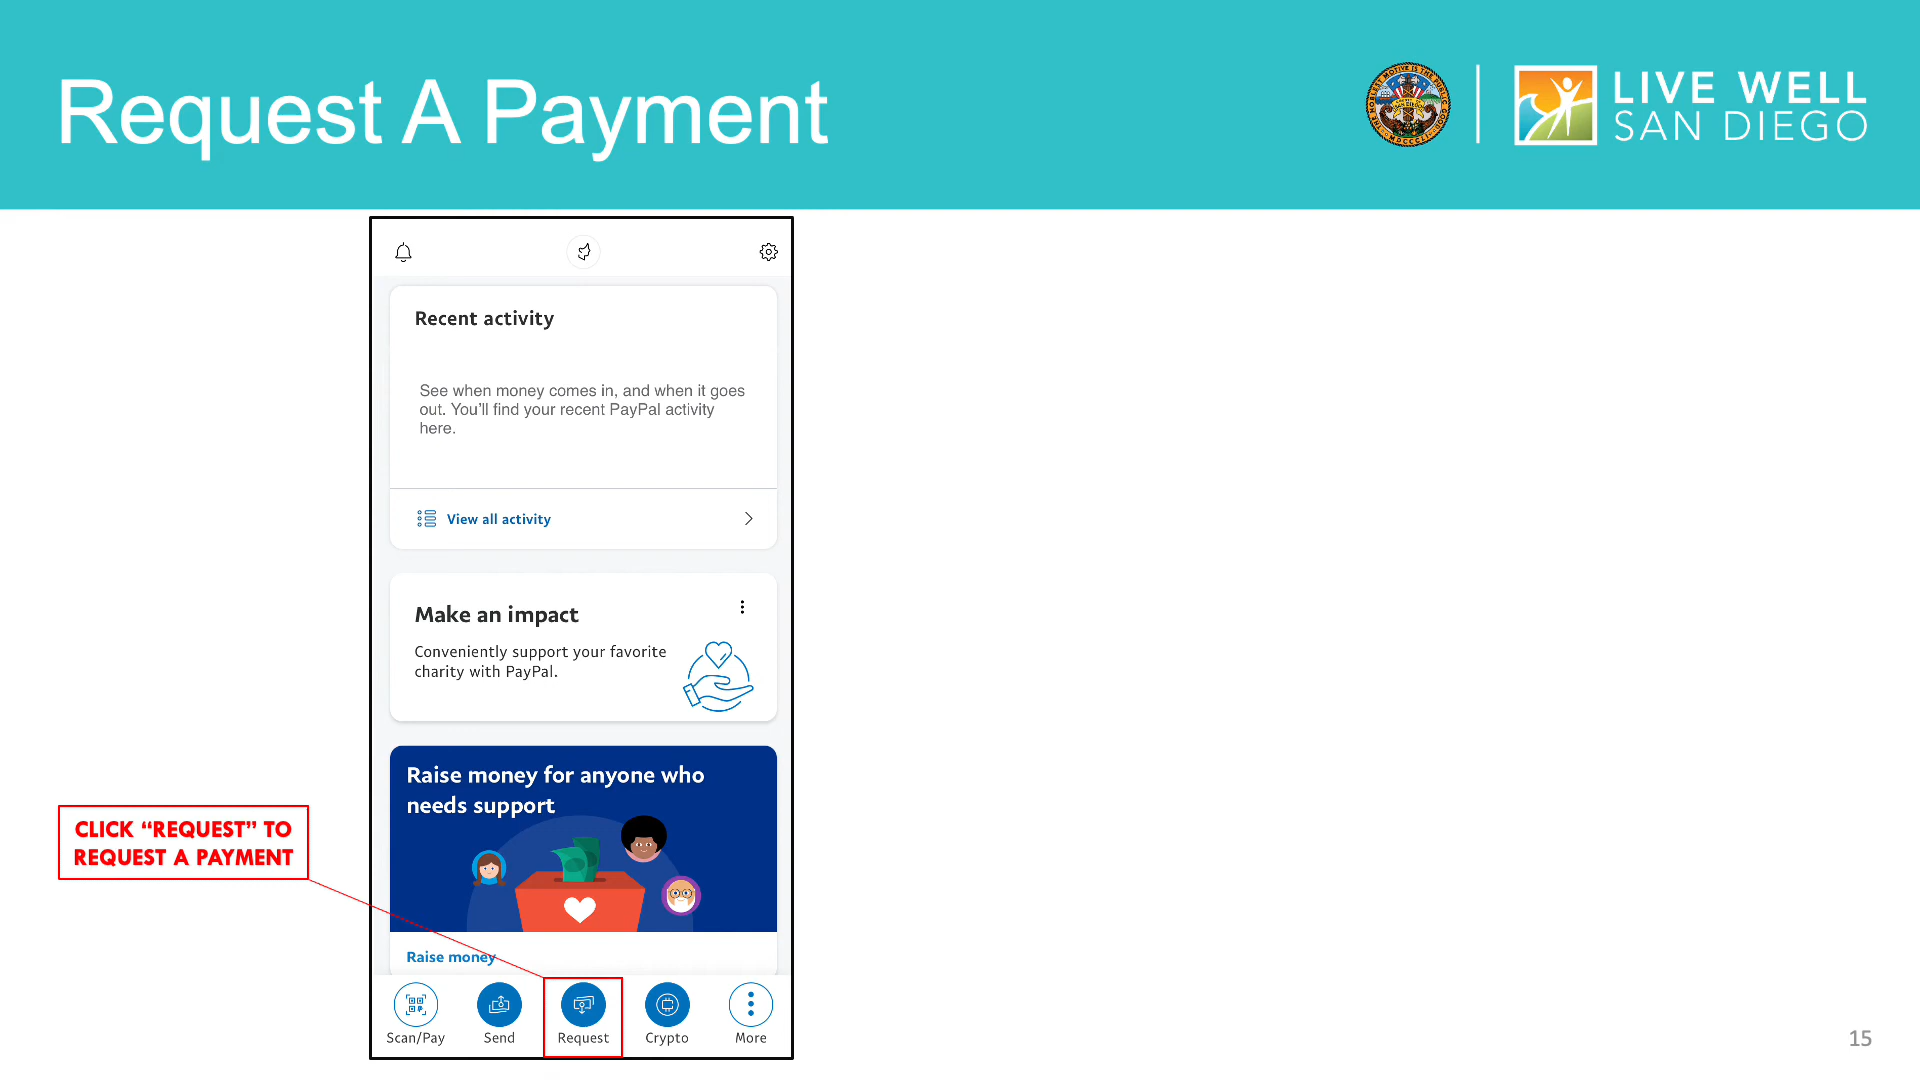 Request A Payment
LIVE WELL
SAN DIEGO
Recent activity
See when money comes in, and when it goes
out. You'll find your recent PayPal activity
here.
View all activity
Make an impact
Conveniently support your favorite
charity with PayPal.
Raise money for anyone who
needs support
CLICK “REQUEST” TO
REQUEST A PAYMENT
Raise money
Scan/Pay
Send
Request
Crypto
More
15